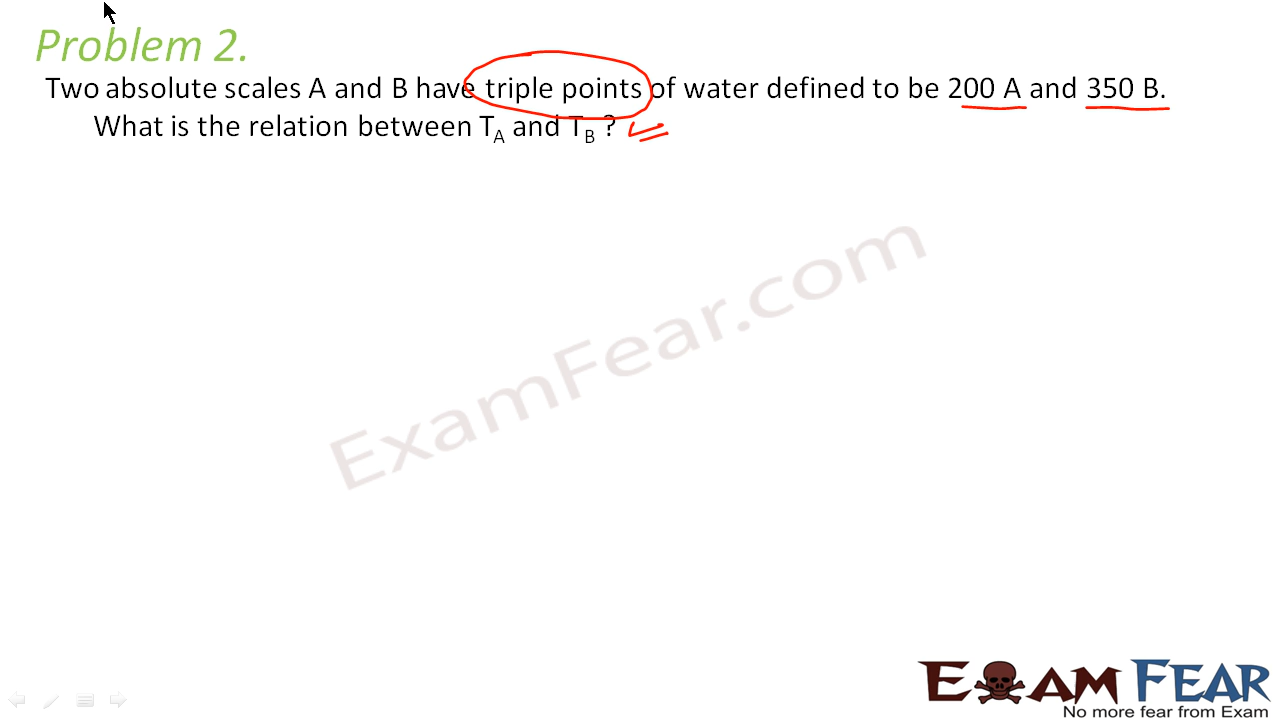 Problem 2.
Two absolute scales A and B have triple points of water defined to be 200 A and 350 B.
What is the relation between TA and TB ?
ExamFear.com
EXAM FEAR
No more fear from Exam